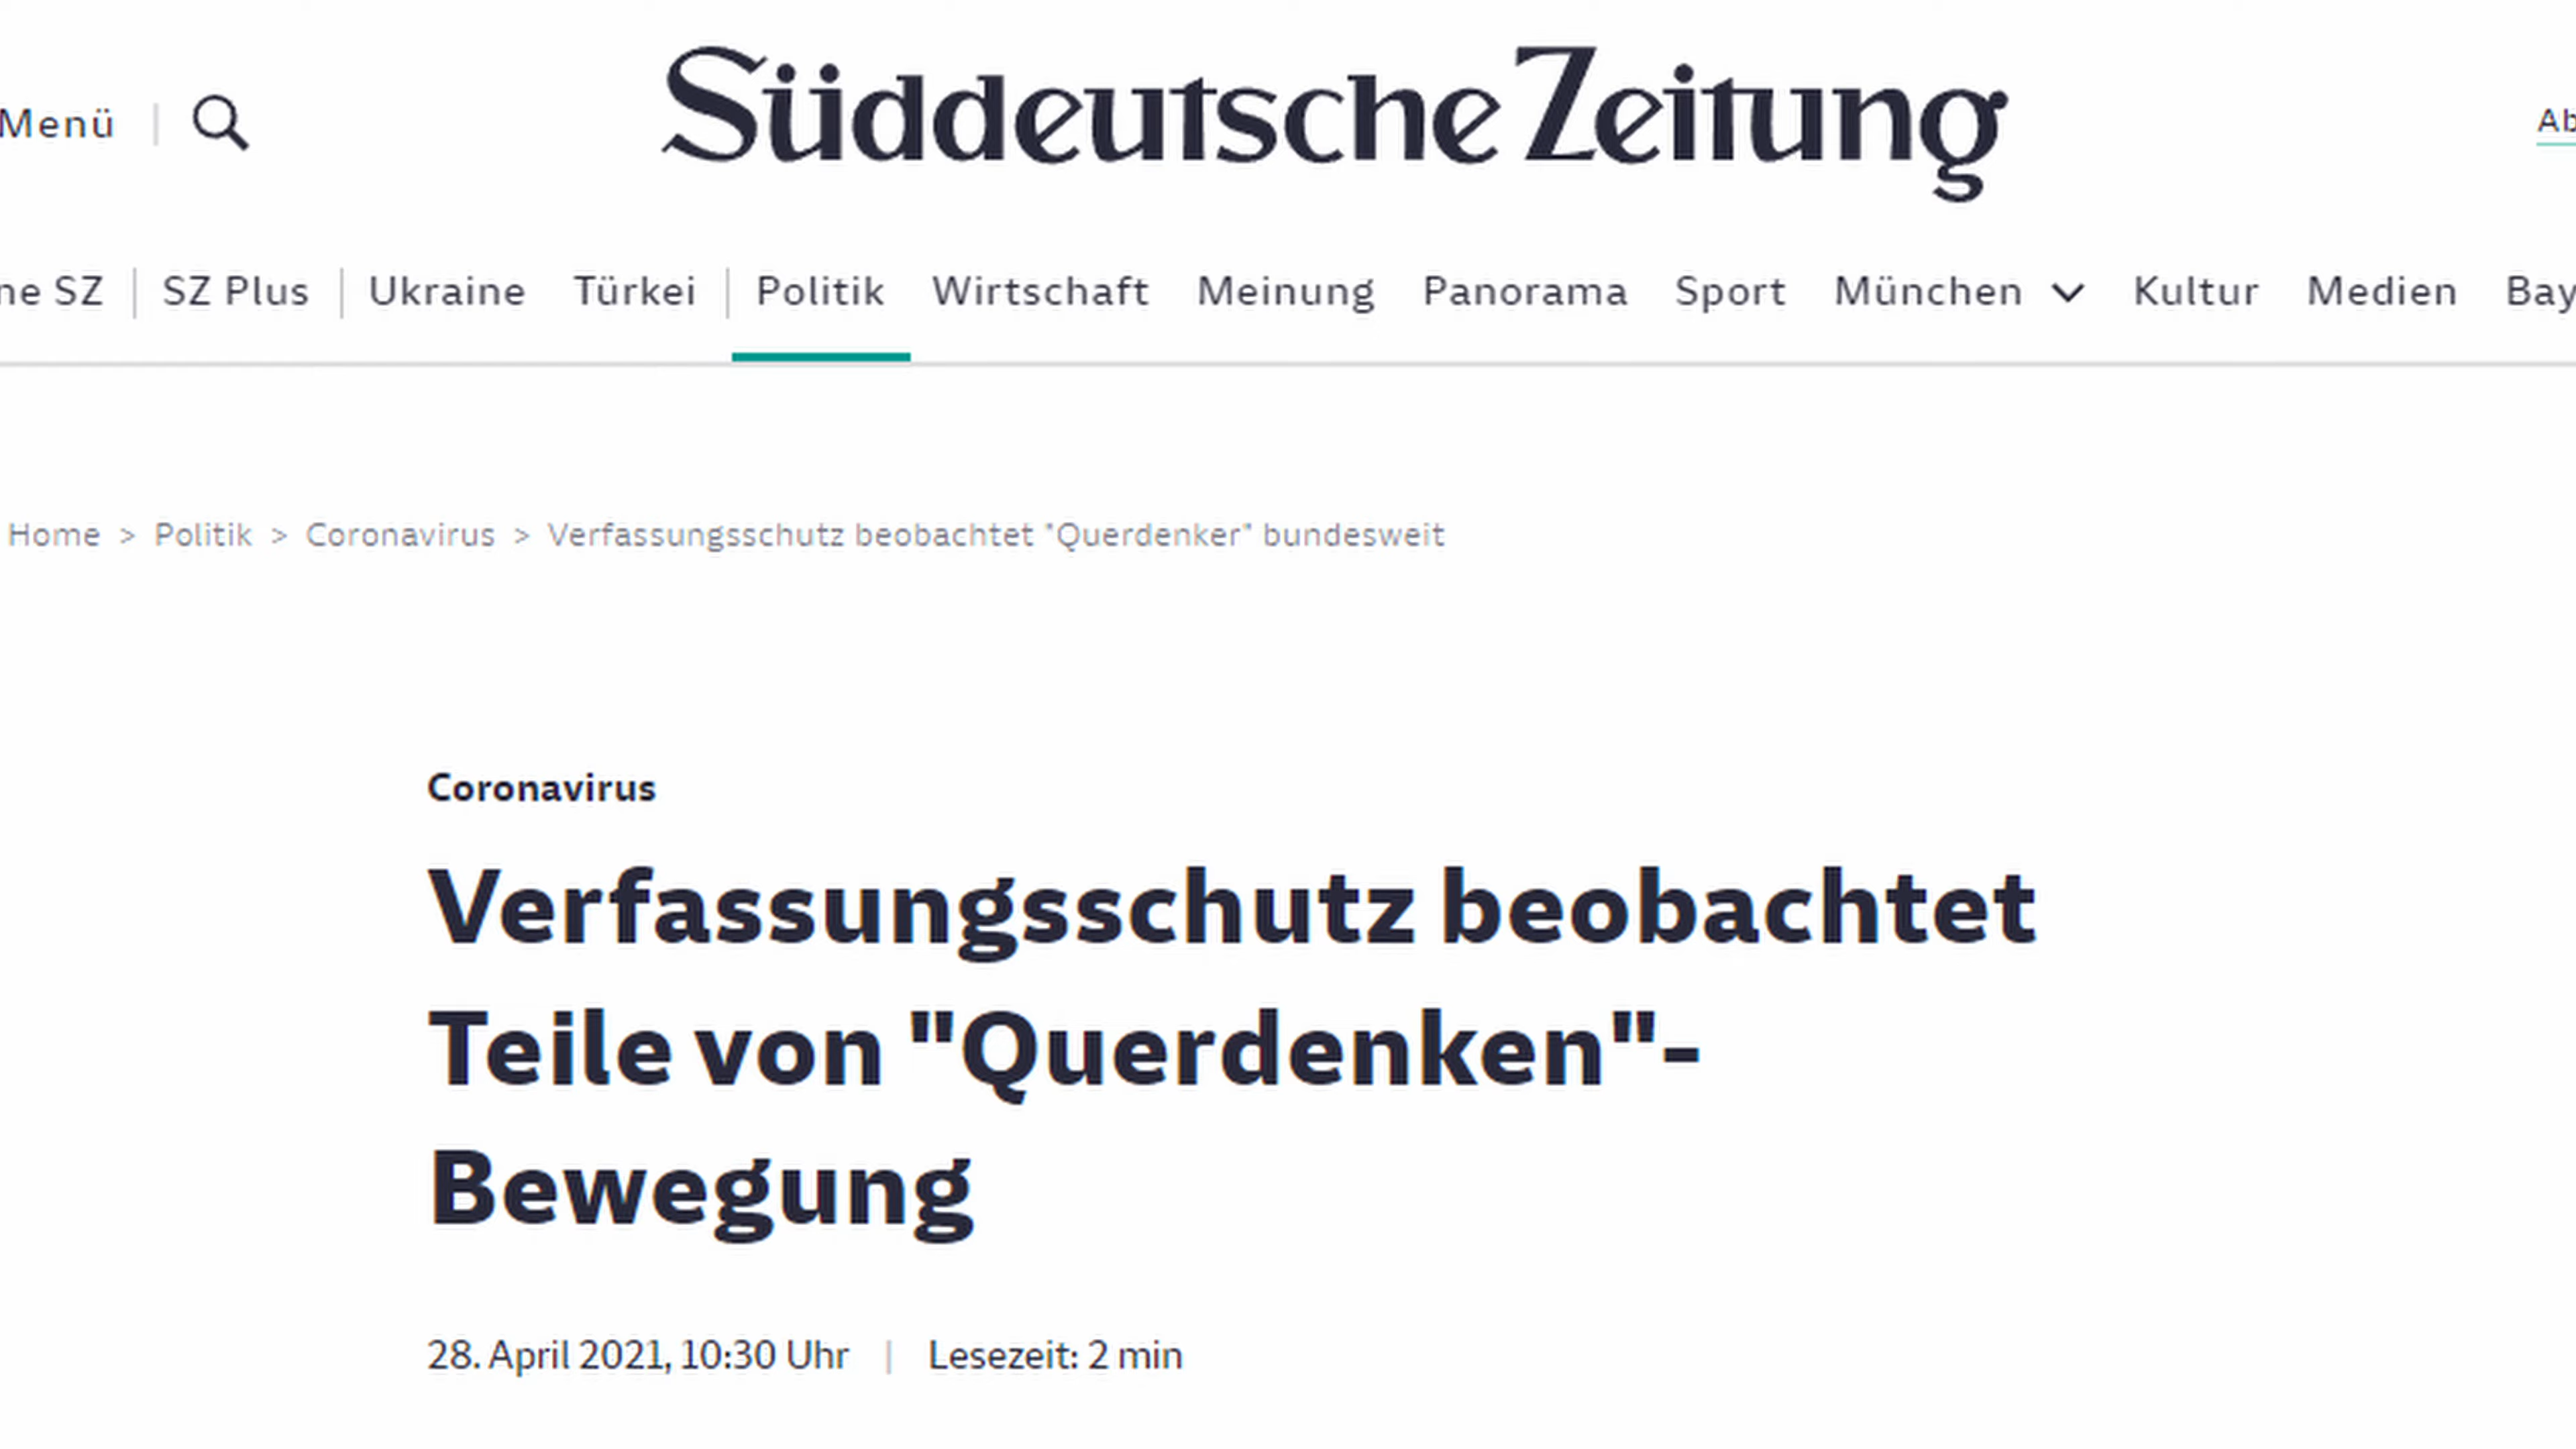 Menü
Süddeutsche Zeitung
SZ | SZ Plus | Ukraine Türkei | Politik Wirtschaft Meinung Panorama Sport München Kultur Medien
Home > Politik > Coronavirus > Verfassungsschutz beobachtet "Querdenker" bundesweit
Coronavirus
Verfassungsschutz beobachtet
Teile von "Querdenken"-
Bewegung
28. April 2021, 10:30 Uhr | Lesezeit: 2 min